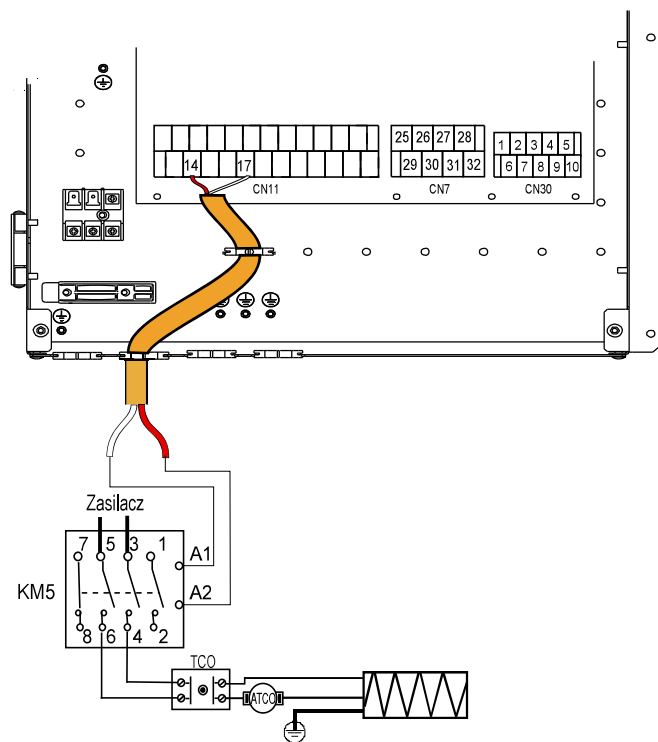 25 26 27 28
1 2 3 4 5
14 17
29 30 31 32
6 7 8 9 10
CN11 CN7 CN30
Zasilacz
7 5 3 1
A1
KM5
A2
8 6 4 2
TCO
ATCO